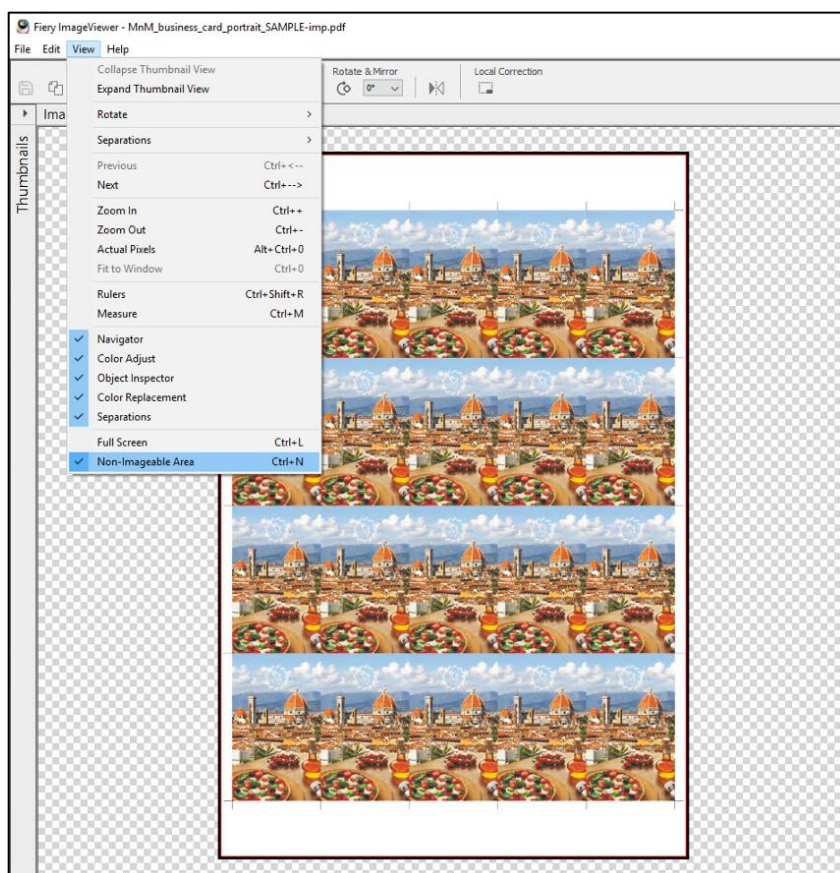 Fiery ImageViewer - MnM_business_card_portrait_SAMPLE-imp.pdf
File Edit View Help
Rotate & Mirror
Local Correction
0°
Collapse Thumbnail View
Expand Thumbnail View
Rotate >
Separations >
Previous Ctrl+<--
Next Ctrl+-->
Zoom In Ctrl++
Zoom Out Ctrl+-
Actual Pixels Alt+Ctrl+0
Fit to Window Ctrl+0
Rulers Ctrl+Shift+R
Measure Ctrl+M
Navigator
Color Adjust
Object Inspector
Color Replacement
Separations
Full Screen Ctrl+L
Non-Imageable Area Ctrl+N
Ima
Thumbnails